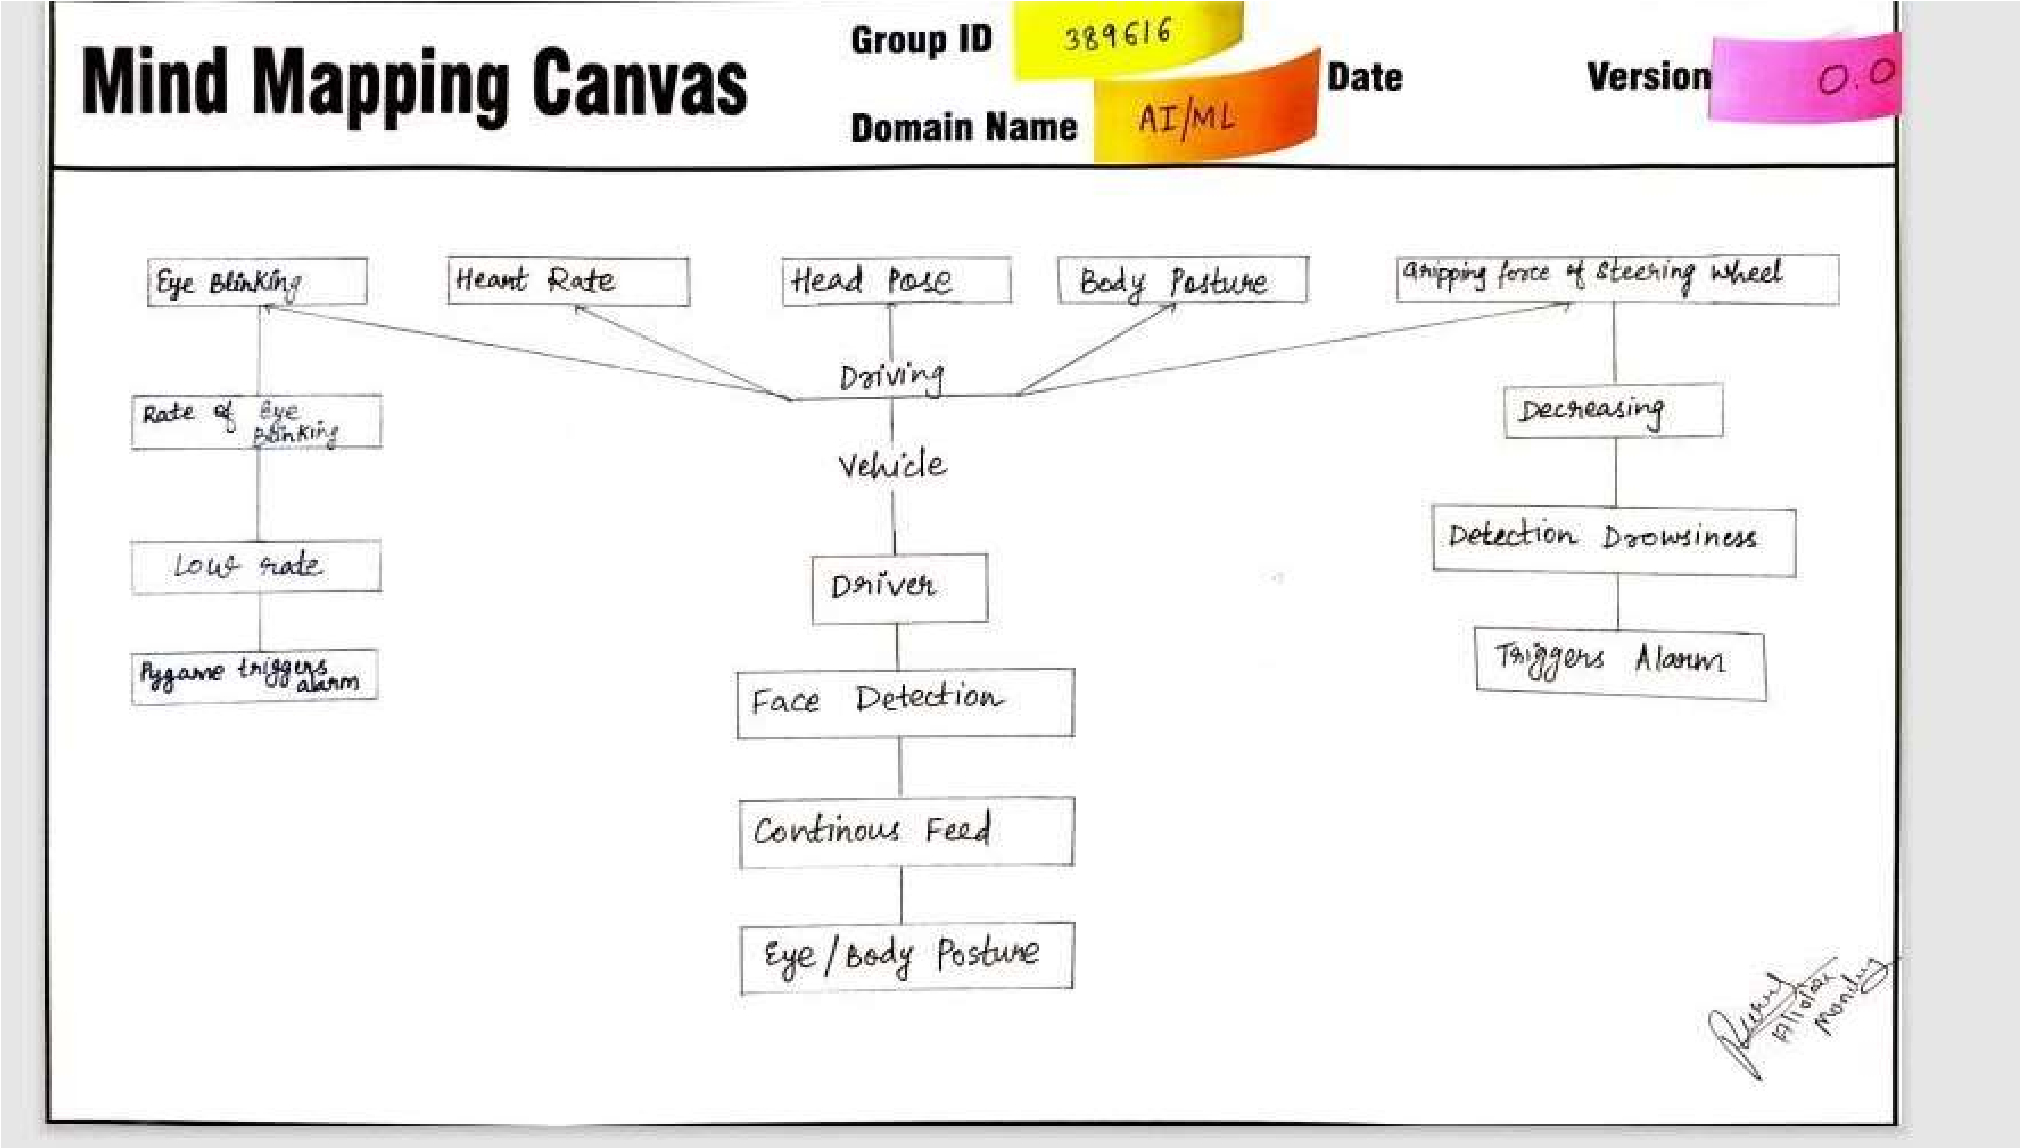 Mind Mapping Canvas
Group ID 389616
Domain Name AI/ML
Date
Version 0.0
Eye Blinking
Heart Rate
Head Pose
Body Posture
Gripping force of Steering Wheel
Driving
Vehicle
Rate of Eye
Blinking
Low rate
Pygame triggers
alarm
Driver
Face Detection
Continous Feed
Eye/Body Posture
Decreasing
Detection Drowsiness
Triggers Alarm
Monday